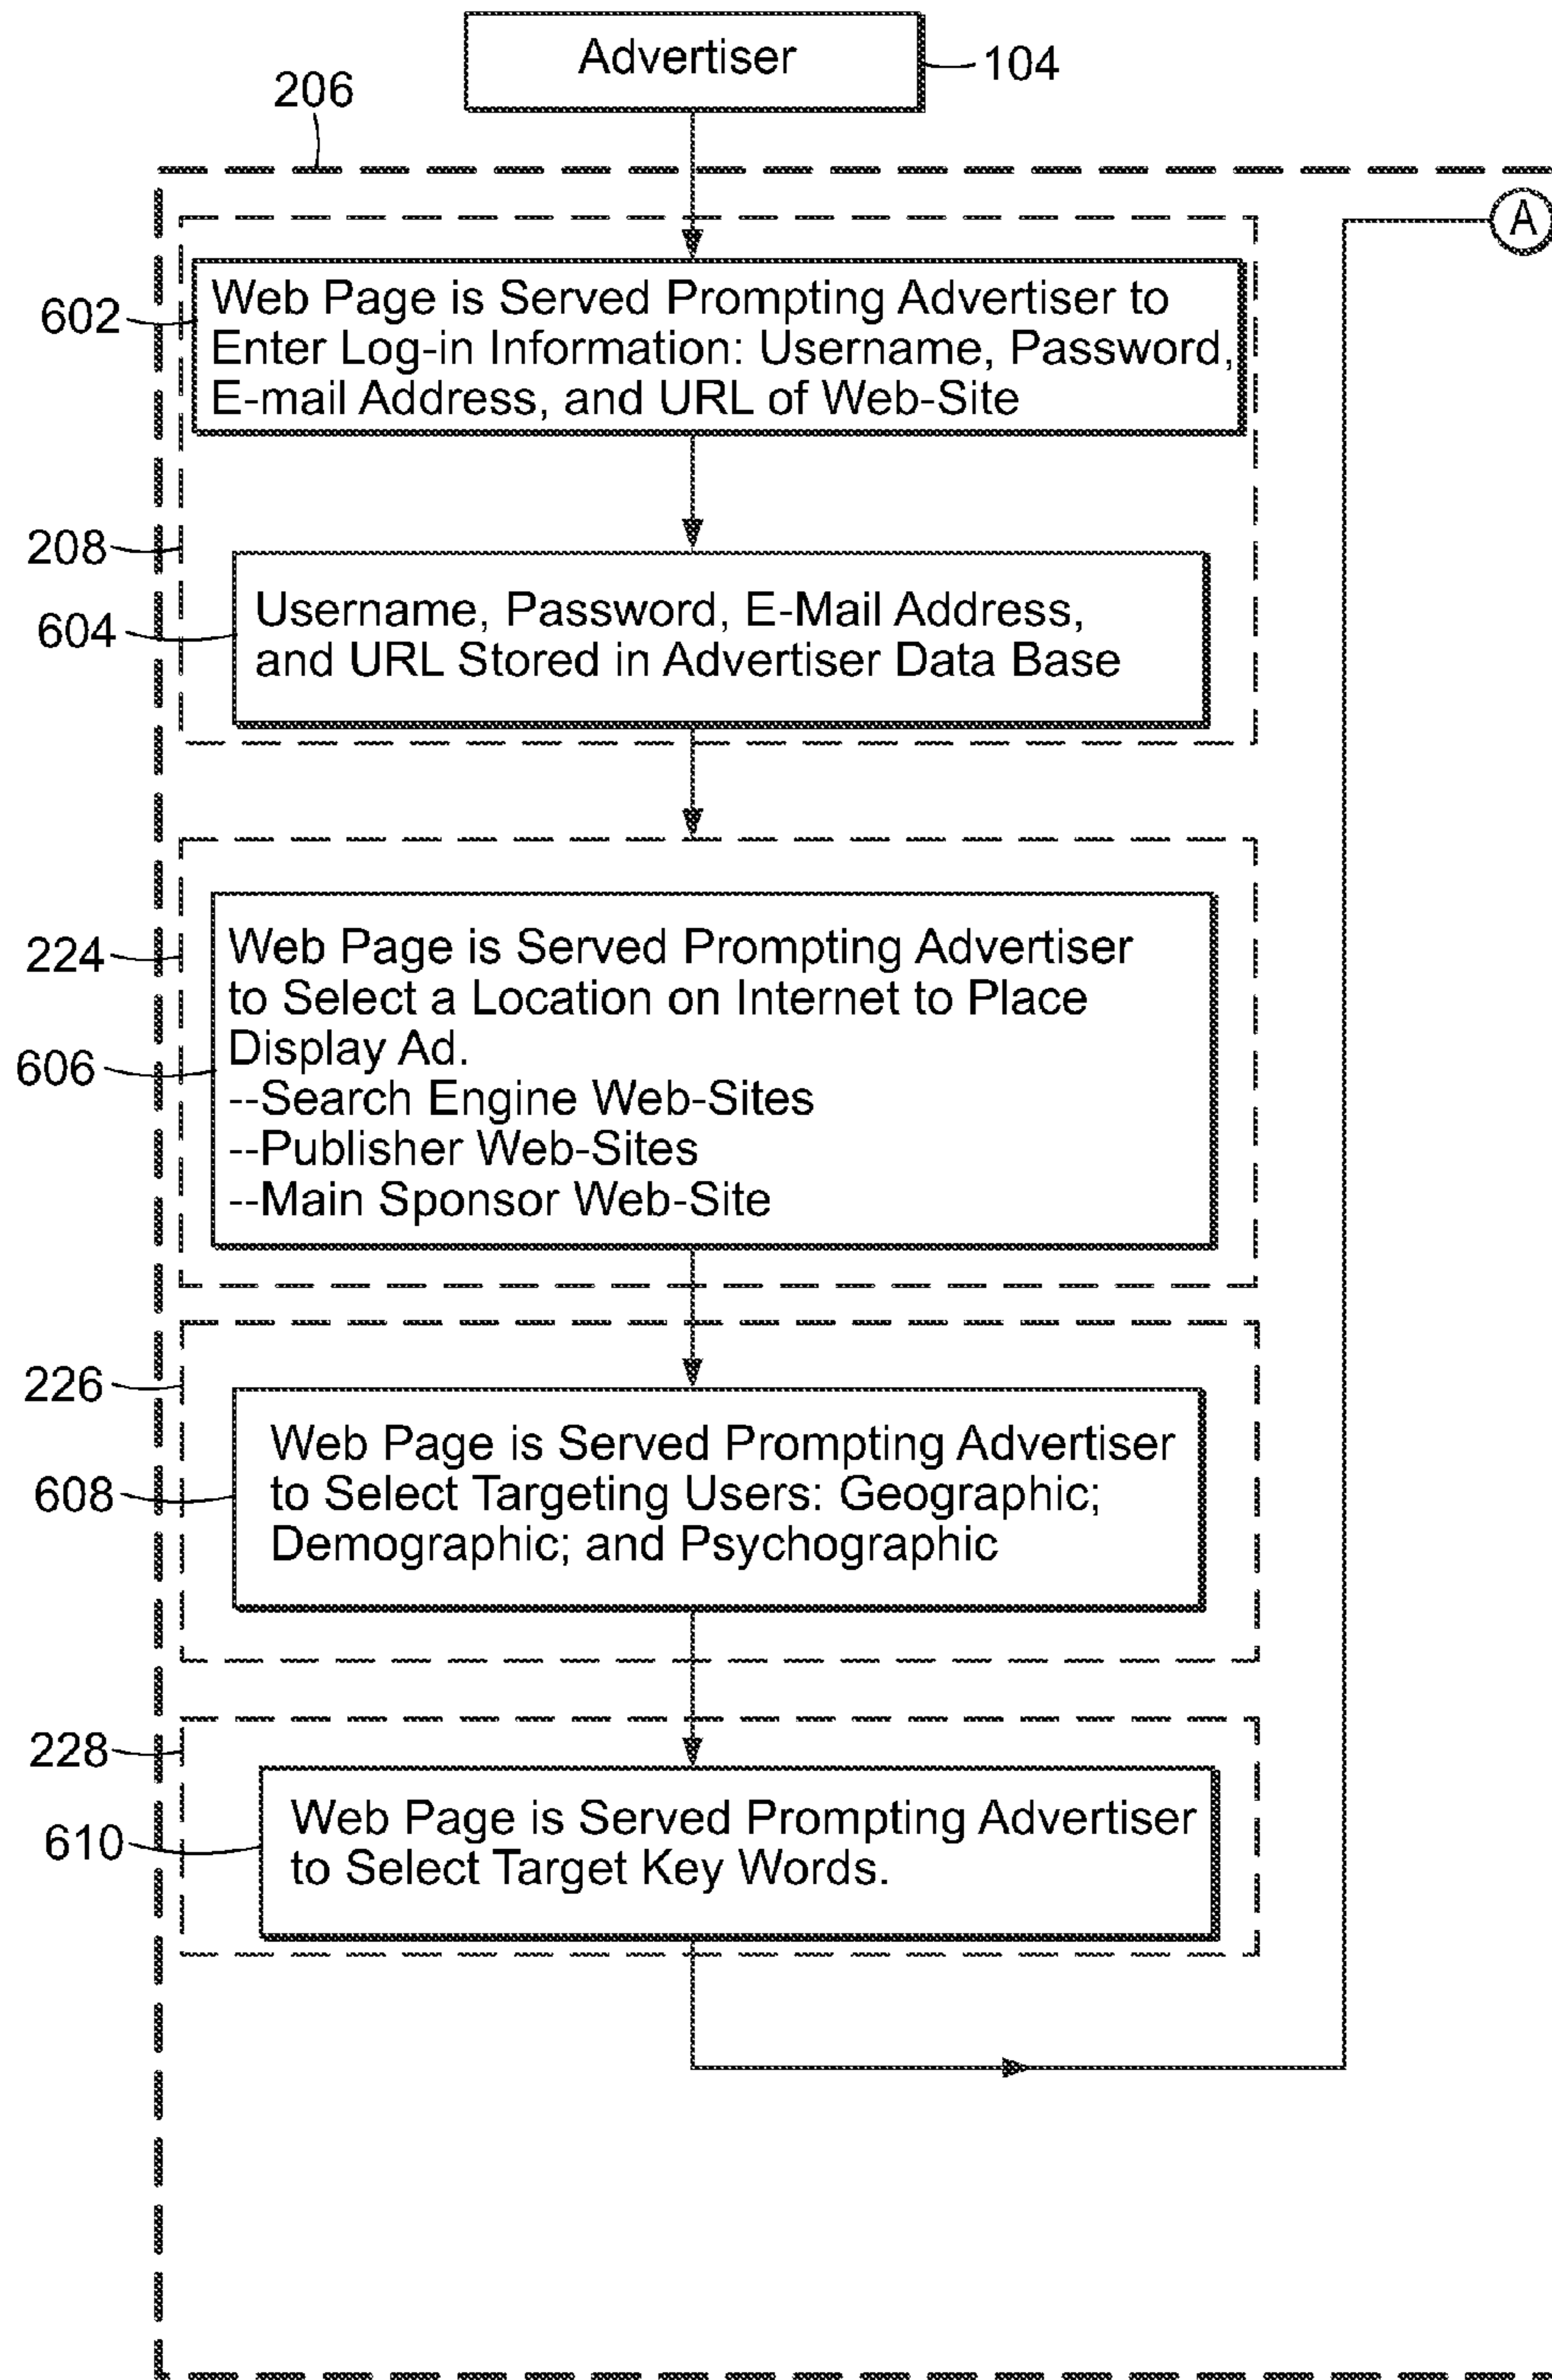 Advertiser
104
206
A
602
Web Page is Served Prompting Advertiser to
Enter Log-in Information: Username, Password,
E-mail Address, and URL of Web-Site
208
604
Username, Password, E-Mail Address,
and URL Stored in Advertiser Data Base
224
606
Web Page is Served Prompting Advertiser
to Select a Location on Internet to Place
Display Ad.
--Search Engine Web-Sites
--Publisher Web-Sites
--Main Sponsor Web-Site
226
608
Web Page is Served Prompting Advertiser
to Select Targeting Users: Geographic;
Demographic; and Psychographic
228
610
Web Page is Served Prompting Advertiser
to Select Target Key Words.